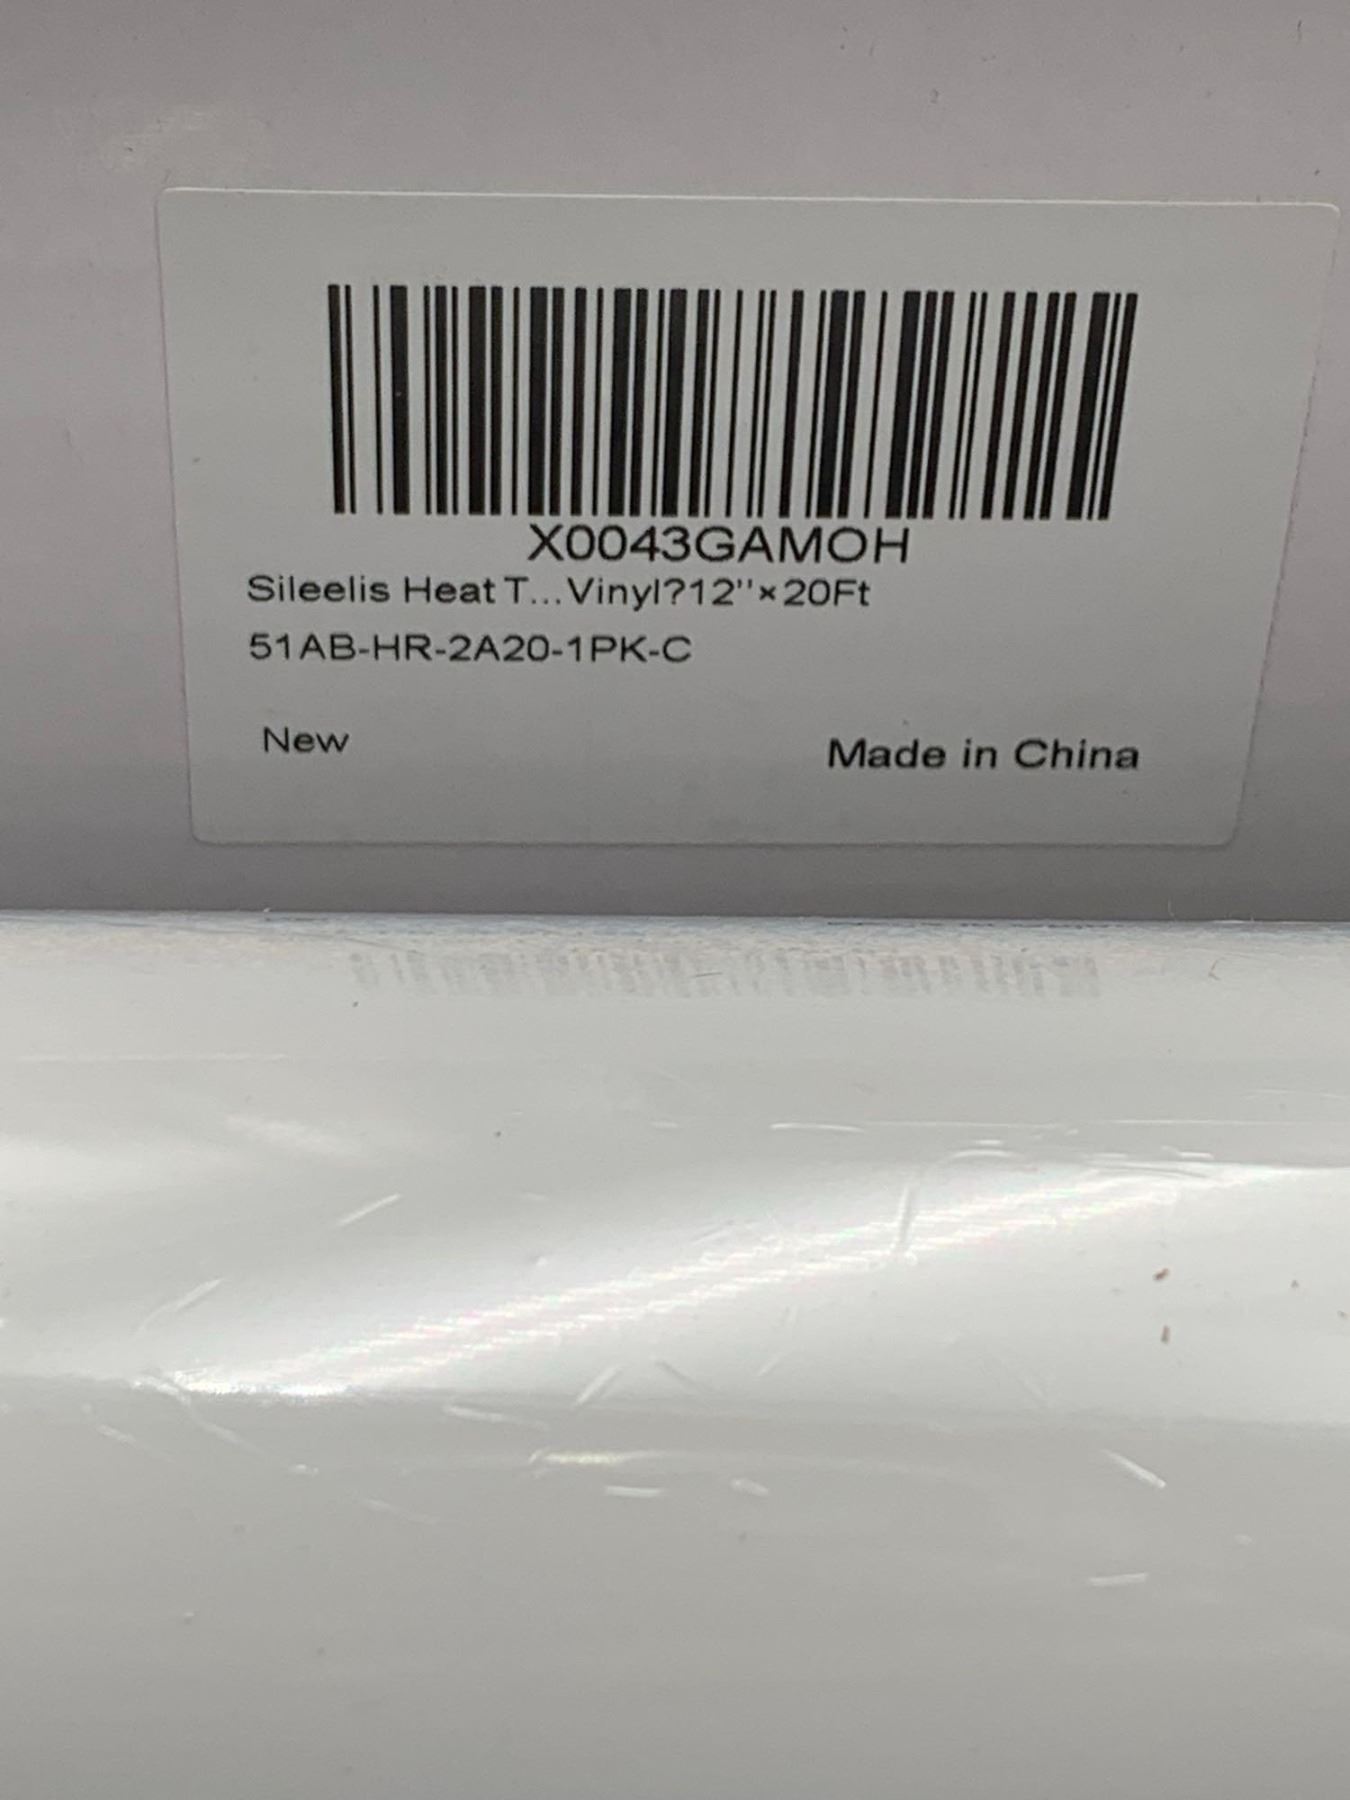 X0043GAMOH
Sileelis Heat T...Vinyl?12''×20Ft
51AB-HR-2A20-1PK-C
New
Made in China